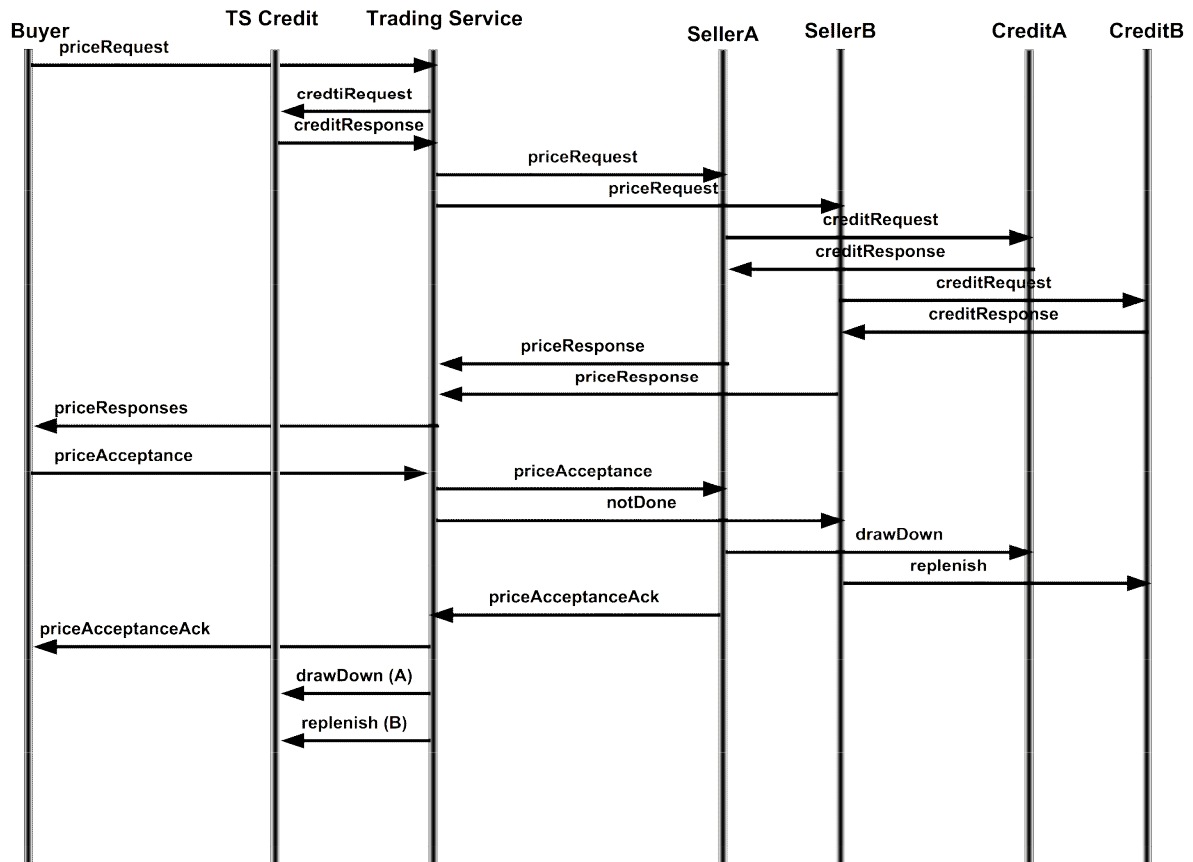 Buyer
TS Credit
Trading Service
SellerA
SellerB
CreditA
CreditB
priceRequest
credtiRequest
creditResponse
priceRequest
priceRequest
creditRequest
creditResponse
creditRequest
creditResponse
priceResponse
priceResponse
priceResponses
priceAcceptance
priceAcceptance
notDone
drawDown
replenish
priceAcceptanceAck
priceAcceptanceAck
drawDown (A)
replenish (B)